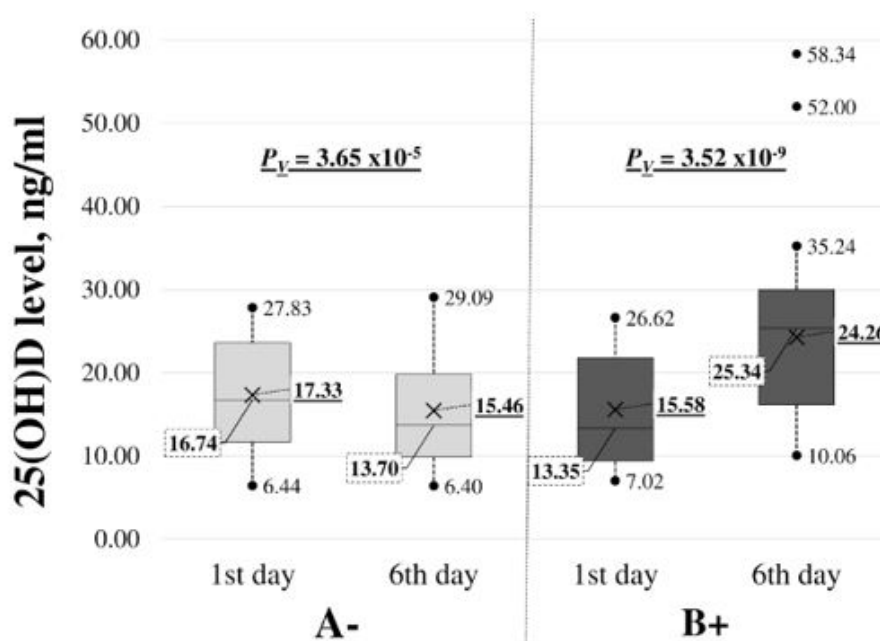 25(OH)D level, ng/ml
60.00
50.00
40.00
30.00
20.00
10.00
0.00
P_V = 3.65 x10⁻⁵
P_V = 3.52 x10⁻⁹
27.83
17.33
16.74
6.44
29.09
15.46
13.70
6.40
26.62
15.58
13.35
7.02
58.34
52.00
35.24
24.26
25.34
10.06
1st day
6th day
1st day
6th day
A-
B+